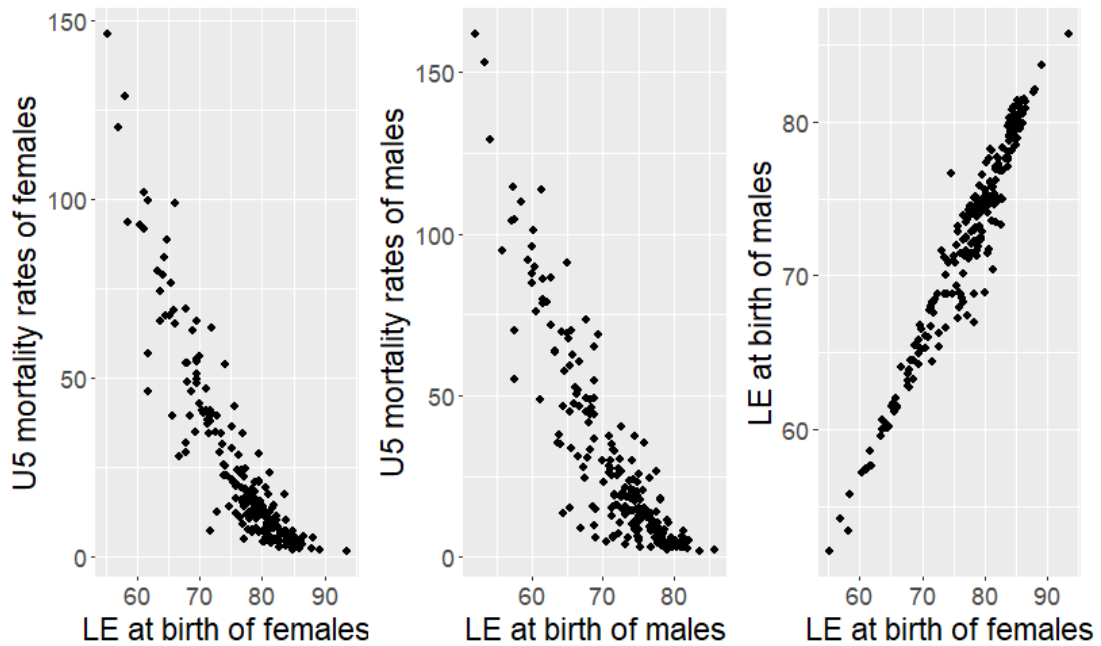 U5 mortality rates of females
150
100
50
0
60 70 80 90
LE at birth of females
U5 mortality rates of males
150
100
50
0
60 70 80
LE at birth of males
LE at birth of males
80
70
60
60 70 80 90
LE at birth of females